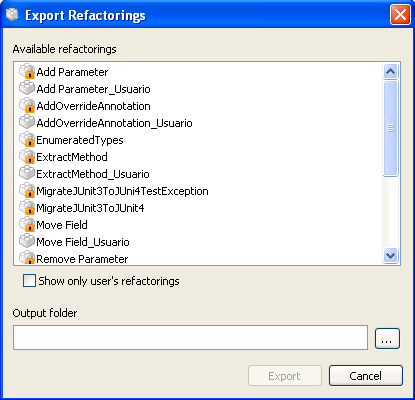 Export Refactorings
Available refactorings
Add Parameter
Add Parameter_Usuario
AddOverrideAnnotation
AddOverrideAnnotation_Usuario
EnumeratedTypes
ExtractMethod
ExtractMethod_Usuario
MigrateJUnit3ToJUni4TestException
MigrateJUnit3ToJUnit4
Move Field
Move Field_Usuario
Remove Parameter
Show only user's refactorings
Output folder
...
Export
Cancel